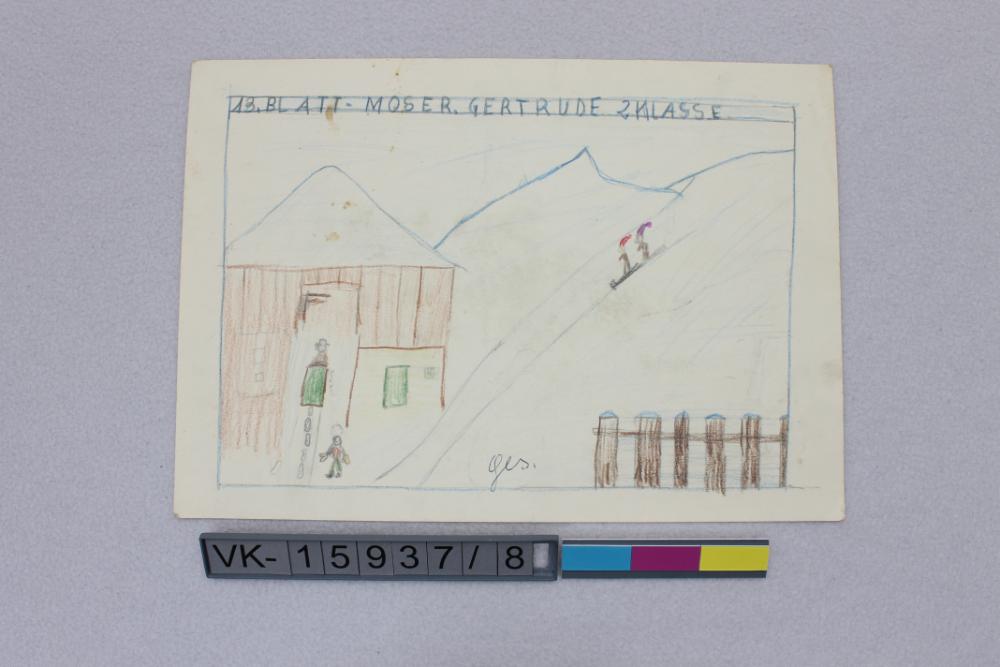 13. BLATT- MOSER. GERTRUDE 2 KLASSE.
ges.
VK-15937/8